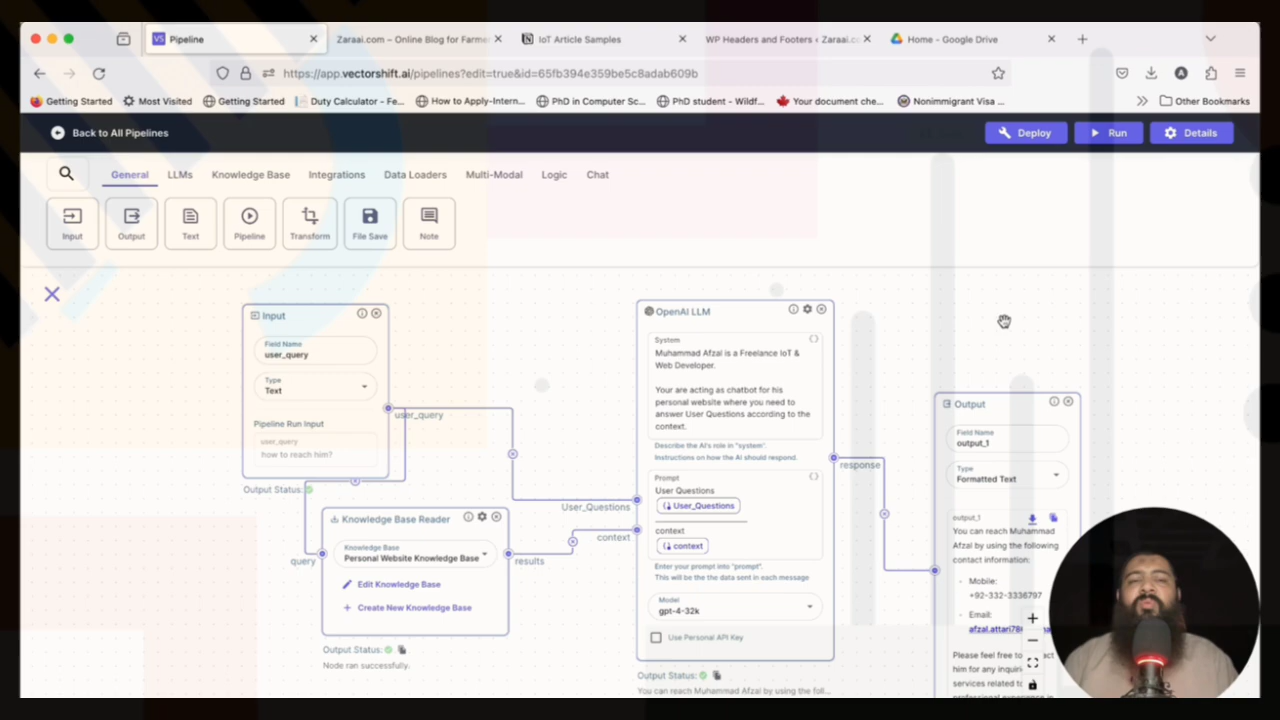 Pipeline
Zaraai.com – Online Blog for Farme
IoT Article Samples
WP Headers and Footers ‹ Zaraai.c
Home - Google Drive
https://app.vectorshift.ai/pipelines?edit=true&id=65fb394e359be5c8adab609b
Getting Started
Most Visited
Getting Started
Duty Calculator - Fe...
How to Apply-Intern...
PhD in Computer Sc...
PhD student - Wildf...
Your document che...
Nonimmigrant Visa ...
Other Bookmarks
Back to All Pipelines
Deploy
Run
Details
General
LLMs
Knowledge Base
Integrations
Data Loaders
Multi-Modal
Logic
Chat
Input
Output
Text
Pipeline
Transform
File Save
Note
Input
Field Name
user_query
Type
Text
Pipeline Run Input
user_query
how to reach him?
Output Status:
user_query
Knowledge Base Reader
Knowledge Base
Personal Website Knowledge Base
Edit Knowledge Base
Create New Knowledge Base
query
results
Output Status:
Node ran successfully.
OpenAI LLM
System
Muhammad Afzal is a Freelance IoT &
Web Developer.
Your are acting as chatbot for his
personal website where you need to
answer User Questions according to the
context.
Describe the AI's role in "system".
Instructions on how the AI should respond.
Prompt
User Questions
User_Questions
context
context
Enter your prompt into "prompt".
This will be the the data sent in each message
Model
gpt-4-32k
Use Personal API Key
User_Questions
context
response
Output Status:
You can reach Muhammad Afzal by using the foll...
Output
Field Name
output_1
Type
Formatted Text
output_1
You can reach Muhammad
Afzal by using the following
contact information:
Mobile:
+92-332-3336797
Email:
afzal.attari78
Please feel free to
him for any inquiri
services related to
professional experience in